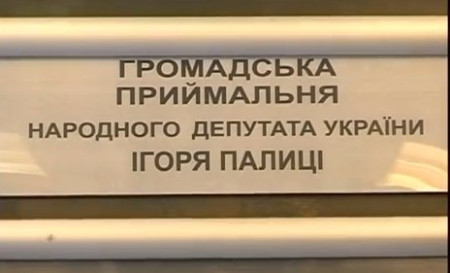 ГРОМАДСЬКА
ПРИЙМАЛЬНЯ
НАРОДНОГО ДЕПУТАТА УКРАЇНИ
ІГОРЯ ПАЛИЦІ